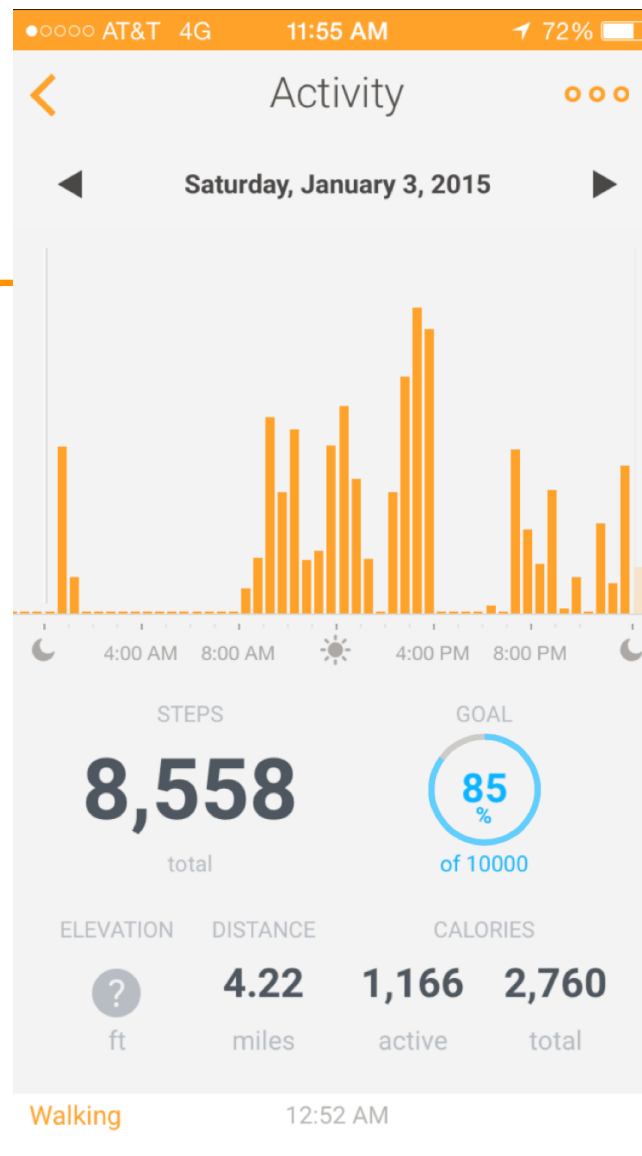 AT&T 4G 11:55 AM 72%
Activity
Saturday, January 3, 2015
4:00 AM 8:00 AM 4:00 PM 8:00 PM
STEPS GOAL
8,558 85
%
total of 10000
ELEVATION DISTANCE CALORIES
? 4.22 1,166 2,760
ft miles active total
Walking 12:52 AM